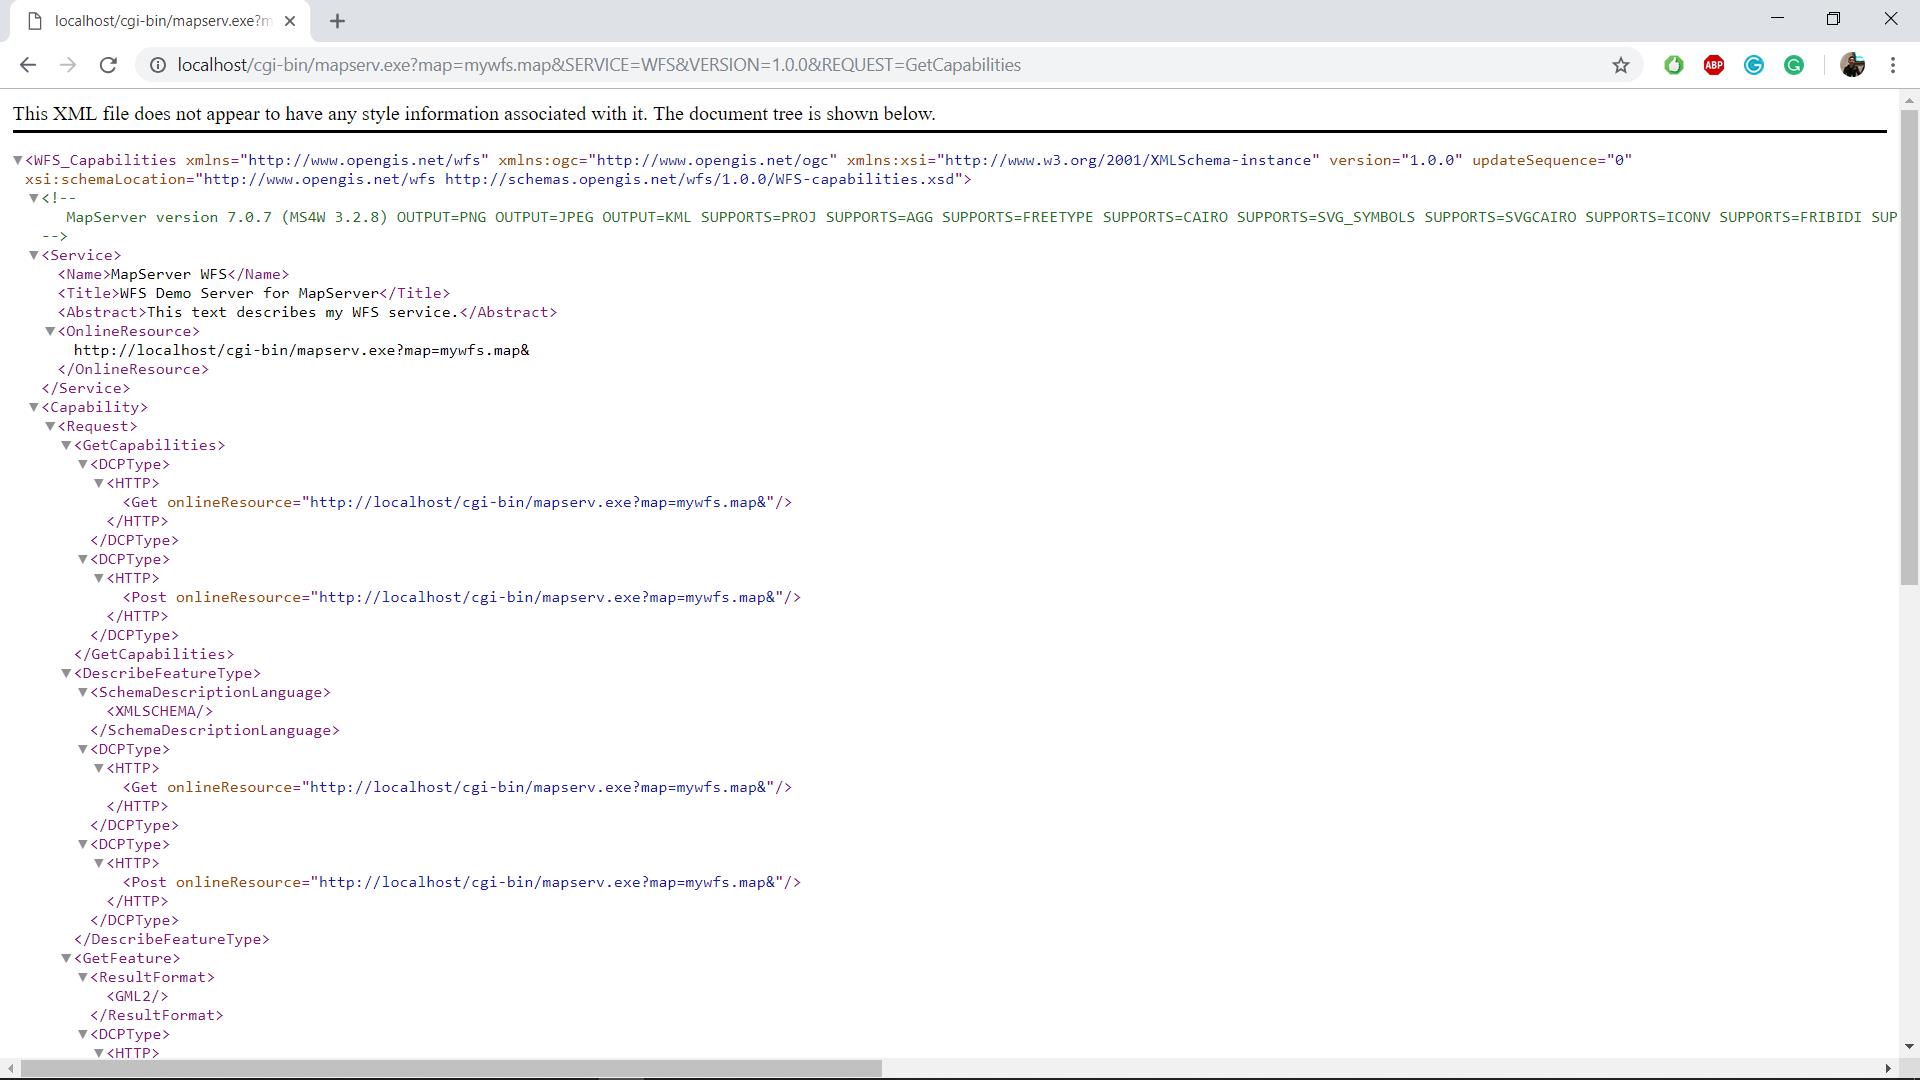 localhost/cgi-bin/mapserv.exe?m
localhost/cgi-bin/mapserv.exe?map=mywfs.map&SERVICE=WFS&VERSION=1.0.0&REQUEST=GetCapabilities
ABP
This XML file does not appear to have any style information associated with it. The document tree is shown below.
<WFS_Capabilities xmlns="http://www.opengis.net/wfs" xmlns:ogc="http://www.opengis.net/ogc" xmlns:xsi="http://www.w3.org/2001/XMLSchema-instance" version="1.0.0" updateSequence="0"
xsi:schemaLocation="http://www.opengis.net/wfs http://schemas.opengis.net/wfs/1.0.0/WFS-capabilities.xsd">
<!--
MapServer version 7.0.7 (MS4W 3.2.8) OUTPUT=PNG OUTPUT=JPEG OUTPUT=KML SUPPORTS=PROJ SUPPORTS=AGG SUPPORTS=FREETYPE SUPPORTS=CAIRO SUPPORTS=SVG_SYMBOLS SUPPORTS=SVGCAIRO SUPPORTS=ICONV SUPPORTS=FRIBIDI SUP
-->
<Service>
<Name>MapServer WFS</Name>
<Title>WFS Demo Server for MapServer</Title>
<Abstract>This text describes my WFS service.</Abstract>
<OnlineResource>
http://localhost/cgi-bin/mapserv.exe?map=mywfs.map&
</OnlineResource>
</Service>
<Capability>
<Request>
<GetCapabilities>
<DCPType>
<HTTP>
<Get onlineResource="http://localhost/cgi-bin/mapserv.exe?map=mywfs.map&"/>
</HTTP>
</DCPType>
<DCPType>
<HTTP>
<Post onlineResource="http://localhost/cgi-bin/mapserv.exe?map=mywfs.map&"/>
</HTTP>
</DCPType>
</GetCapabilities>
<DescribeFeatureType>
<SchemaDescriptionLanguage>
<XMLSCHEMA/>
</SchemaDescriptionLanguage>
<DCPType>
<HTTP>
<Get onlineResource="http://localhost/cgi-bin/mapserv.exe?map=mywfs.map&"/>
</HTTP>
</DCPType>
<DCPType>
<HTTP>
<Post onlineResource="http://localhost/cgi-bin/mapserv.exe?map=mywfs.map&"/>
</HTTP>
</DCPType>
</DescribeFeatureType>
<GetFeature>
<ResultFormat>
<GML2/>
</ResultFormat>
<DCPType>
<HTTP>